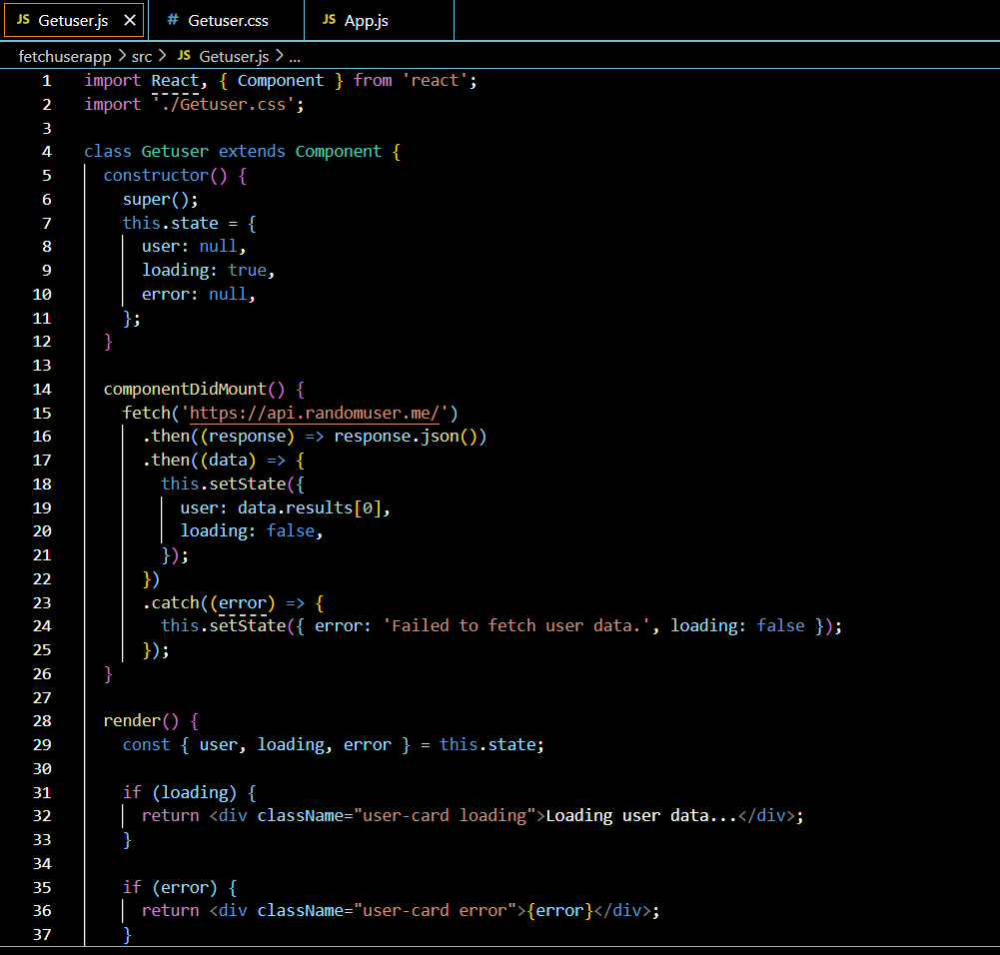 JS Getuser.js × # Getuser.css JS App.js
fetchuserapp > src > JS Getuser.js > ...
1 import React, { Component } from 'react';
2 import './Getuser.css';
3
4 class Getuser extends Component {
5   constructor() {
6     super();
7     this.state = {
8       user: null,
9       loading: true,
10       error: null,
11     };
12   }
13
14   componentDidMount() {
15     fetch('https://api.randomuser.me/')
16       .then((response) => response.json())
17       .then((data) => {
18         this.setState({
19           user: data.results[0],
20           loading: false,
21         });
22       })
23       .catch((error) => {
24         this.setState({ error: 'Failed to fetch user data.', loading: false });
25       });
26   }
27
28   render() {
29     const { user, loading, error } = this.state;
30
31     if (loading) {
32       return <div className="user-card loading">Loading user data...</div>;
33     }
34
35     if (error) {
36       return <div className="user-card error">{error}</div>;
37     }